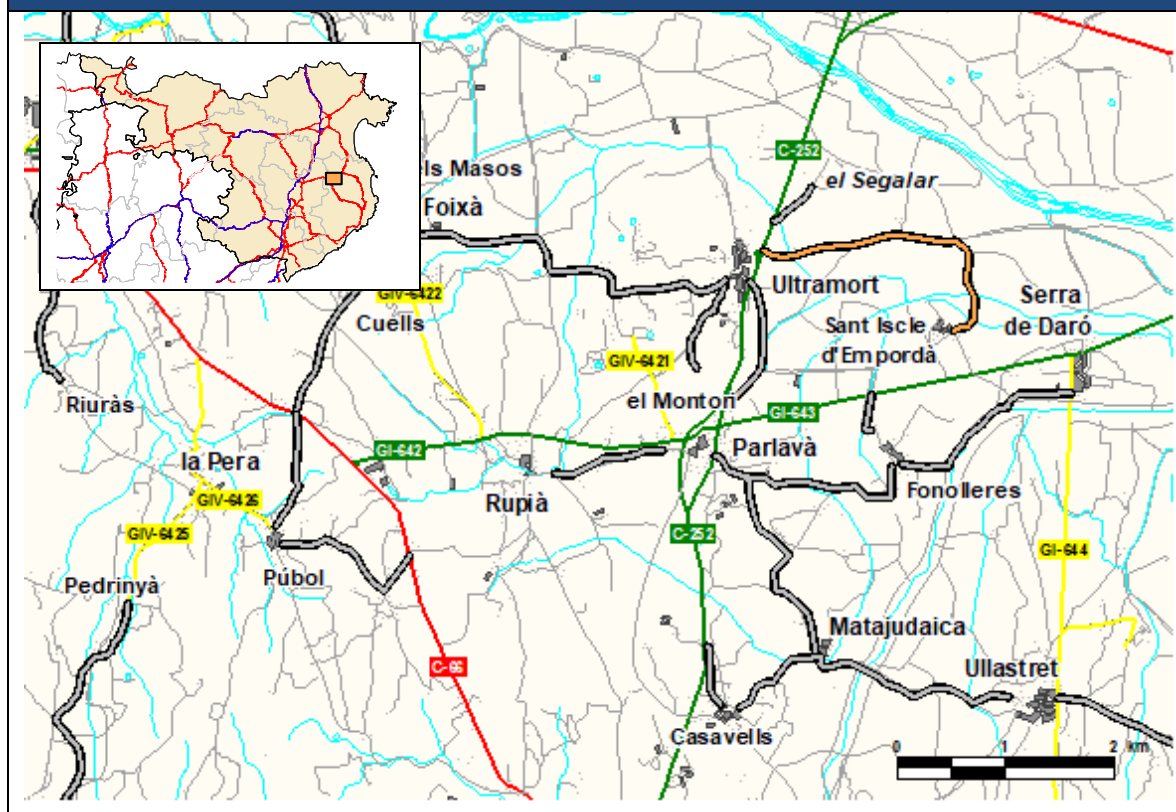 C-252
els Masos
el Segalar
Foixà
Ultramort
Serra
de Daró
GIV-6422
Cuells
Sant Iscle
d'Empordà
GIV-6421
Riuràs
el Montori
GI-643
GI-642
Parlavà
la Pera
GIV-6426
Rupià
Fonolleres
GIV-6425
C-252
GI-644
Púbol
Pedrinyà
Matajudaica
C-66
Ullastret
Casavells
0 1 2 km